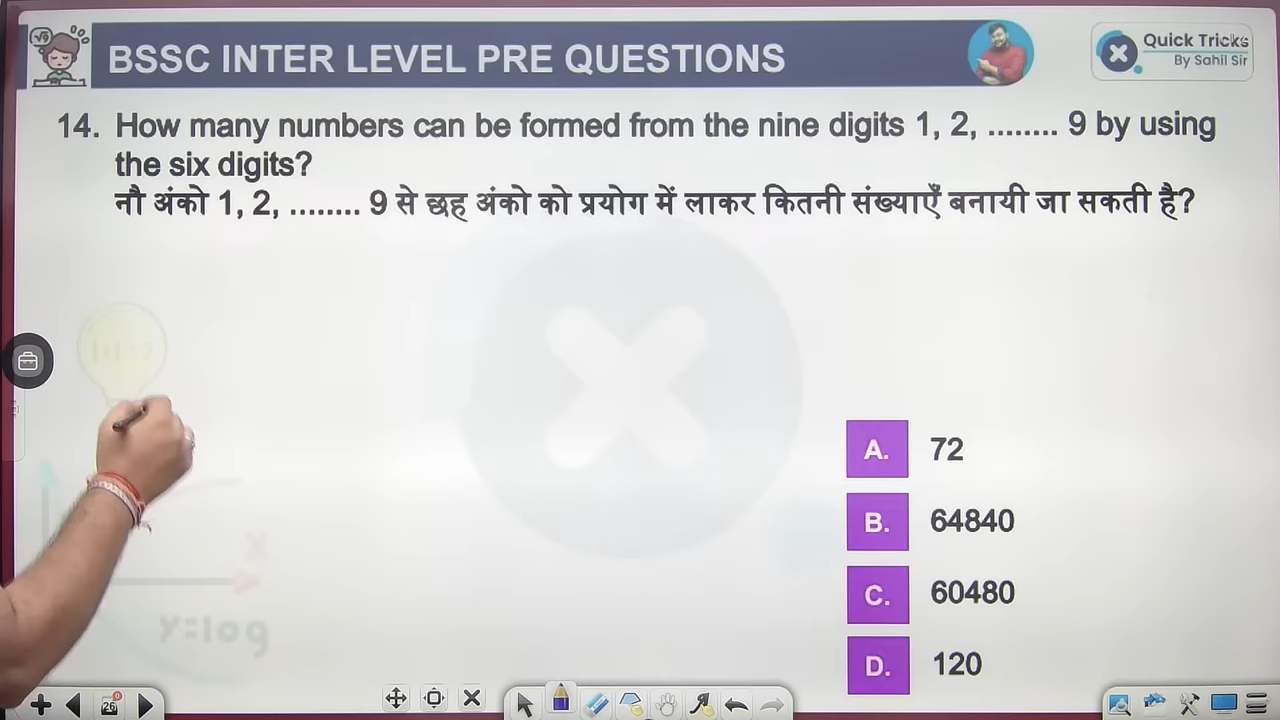 BSSC INTER LEVEL PRE QUESTIONS
Quick Tricks
By Sahil Sir
14. How many numbers can be formed from the nine digits 1, 2, ........ 9 by using
the six digits?
नौ अंको 1, 2, ........ 9 से छह अंको को प्रयोग में लाकर कितनी संख्याएँ बनायी जा सकती है?
A. 72
B. 64840
C. 60480
D. 120
x
y=log
26